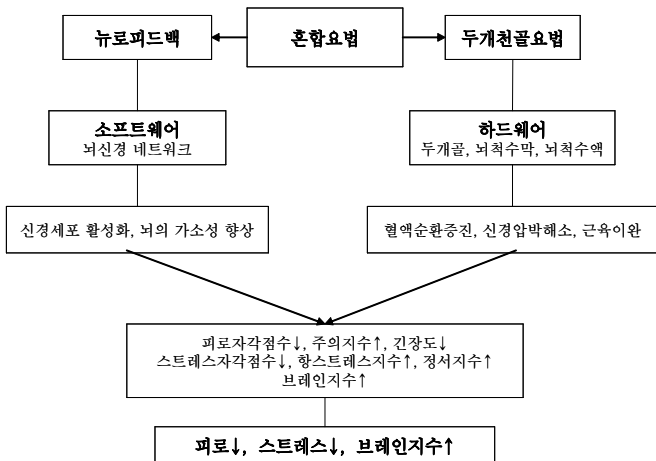 뉴로피드백
혼합요법
두개천골요법
소프트웨어
뇌신경 네트워크
하드웨어
두개골, 뇌척수막, 뇌척수액
신경세포 활성화, 뇌의 가소성 향상
혈액순환증진, 신경압박해소, 근육이완
피로자각점수↓, 주의지수↑, 긴장도↓
스트레스자각점수↓, 항스트레스지수↑, 정서지수↑
브레인지수↑
피로↓, 스트레스↓, 브레인지수↑